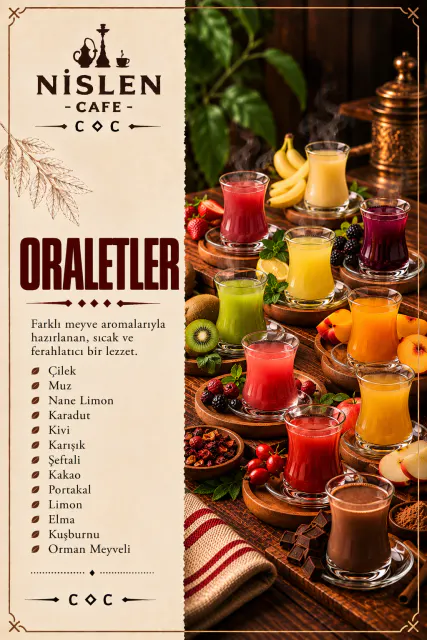 NİSLEN
- CAFE -
C ◇ C
ORALETLER
Farklı meyve aromalarıyla
hazırlanan, sıcak ve
ferahlatıcı bir lezzet.
Çilek
Muz
Nane Limon
Karadut
Kivi
Karışık
Şeftali
Kakao
Portakal
Limon
Elma
Kuşburnu
Orman Meyveli
C ◇ C